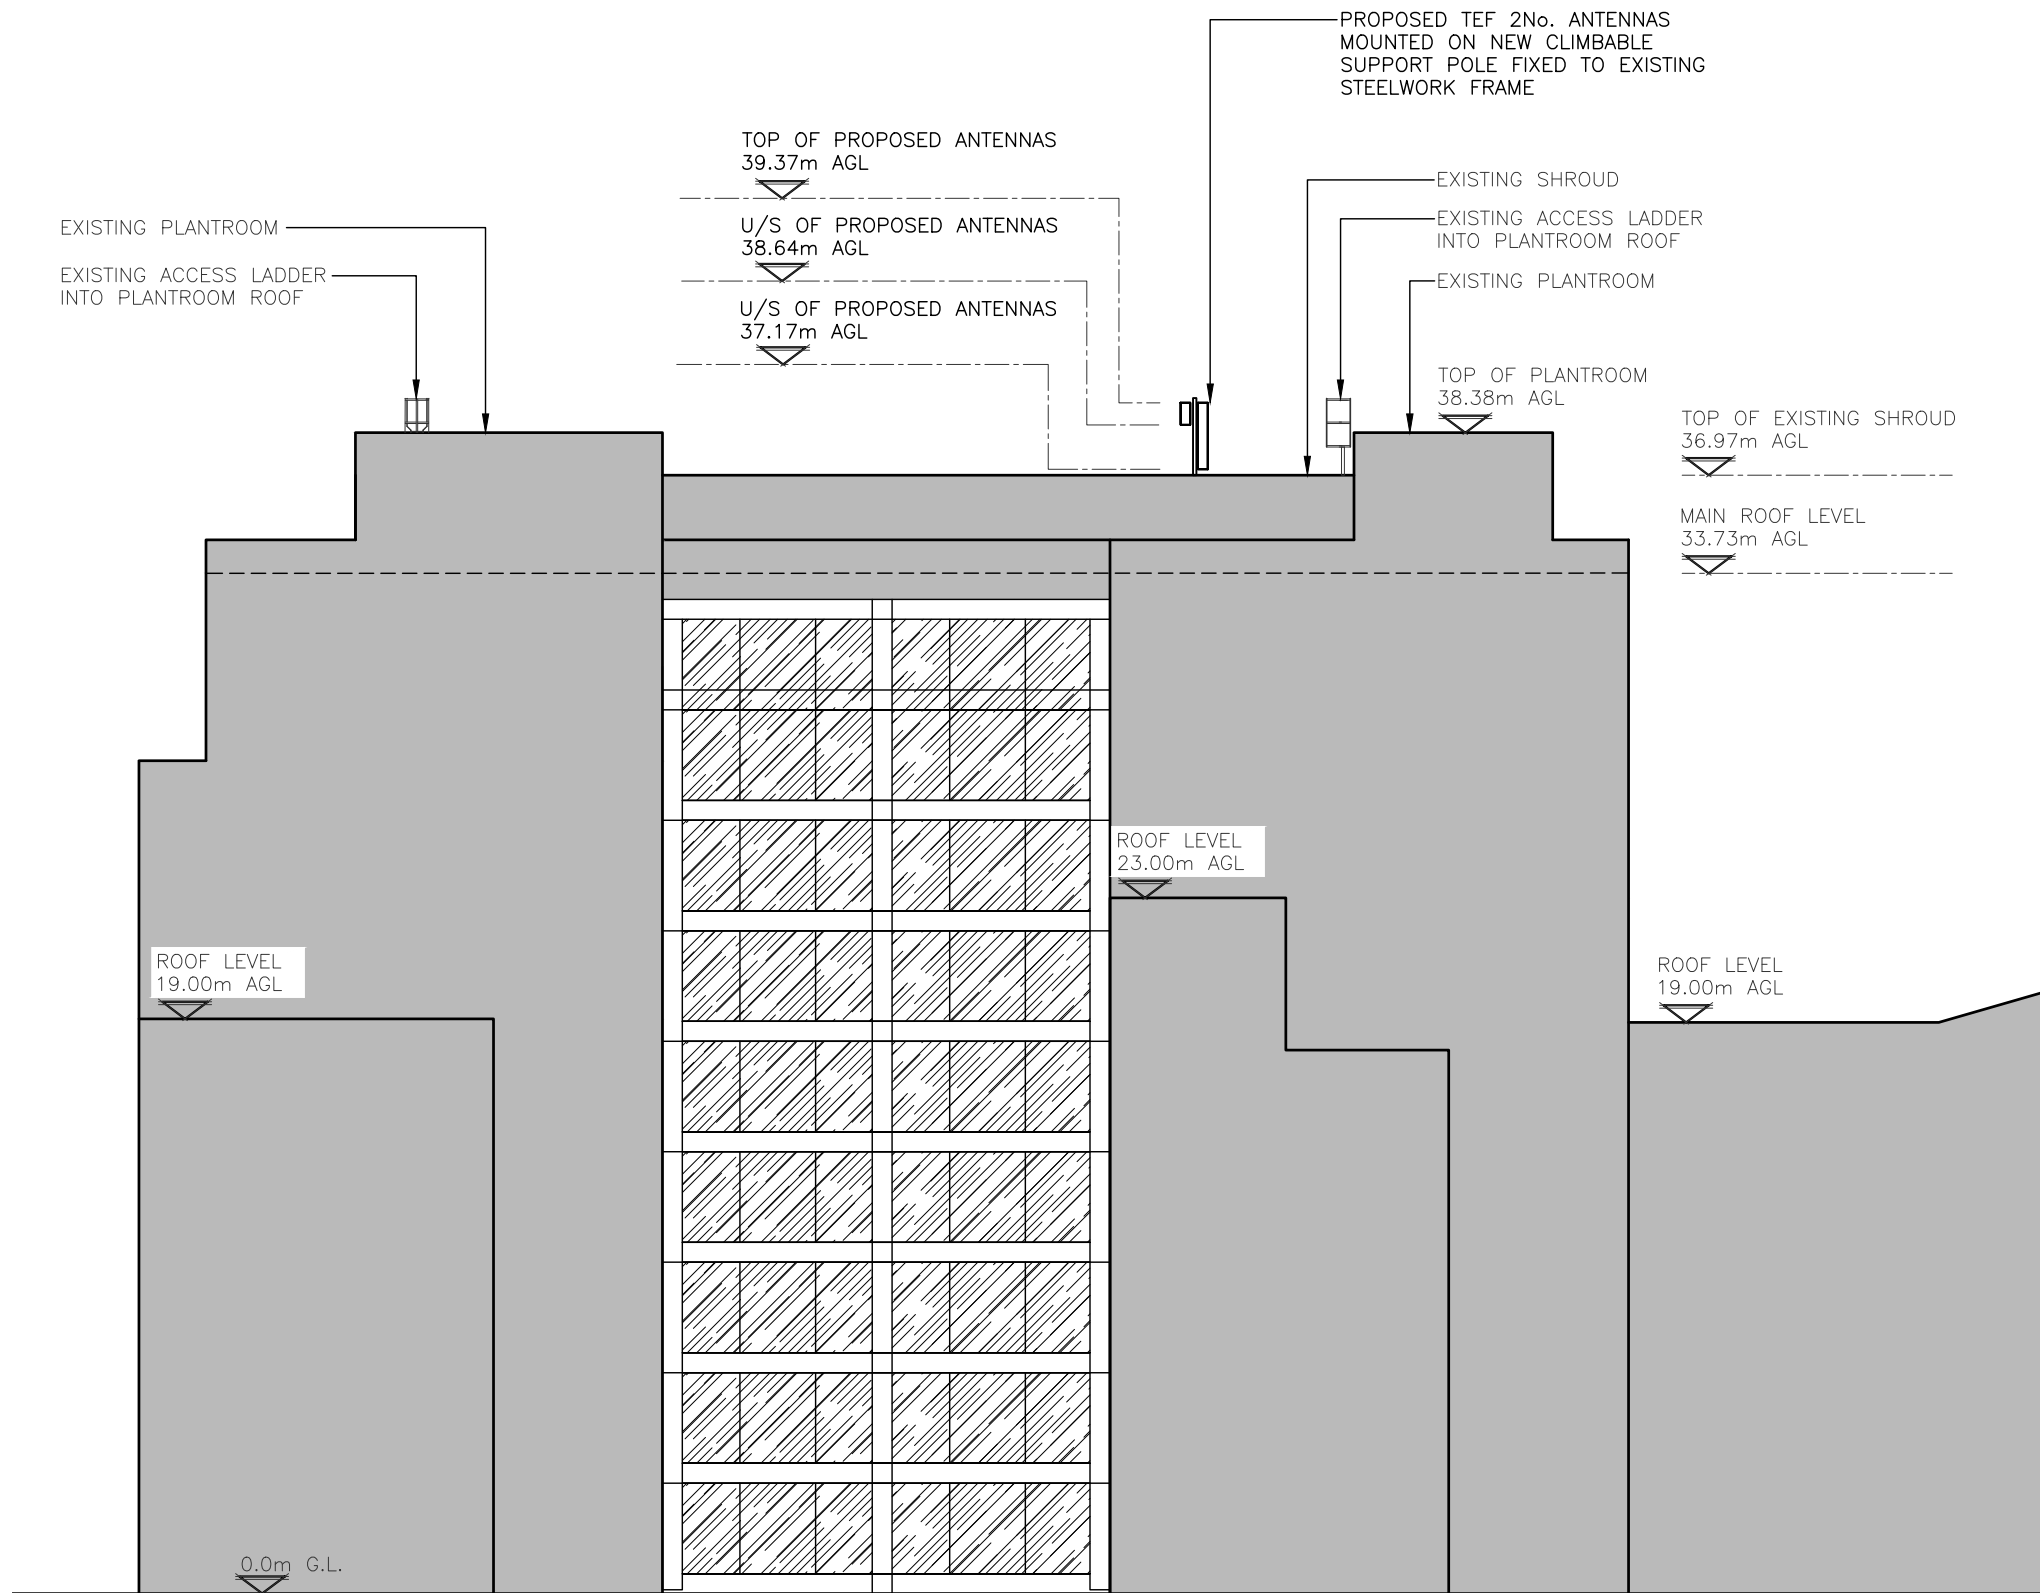 PROPOSED TEF 2No. ANTENNAS
MOUNTED ON NEW CLIMBABLE
SUPPORT POLE FIXED TO EXISTING
STEELWORK FRAME
TOP OF PROPOSED ANTENNAS
39.37m AGL
EXISTING SHROUD
EXISTING ACCESS LADDER
INTO PLANTROOM ROOF
EXISTING PLANTROOM
U/S OF PROPOSED ANTENNAS
38.64m AGL
EXISTING ACCESS LADDER
INTO PLANTROOM ROOF
EXISTING PLANTROOM
U/S OF PROPOSED ANTENNAS
37.17m AGL
TOP OF PLANTROOM
38.38m AGL
TOP OF EXISTING SHROUD
36.97m AGL
MAIN ROOF LEVEL
33.73m AGL
ROOF LEVEL
23.00m AGL
ROOF LEVEL
19.00m AGL
ROOF LEVEL
19.00m AGL
0.0m G.L.